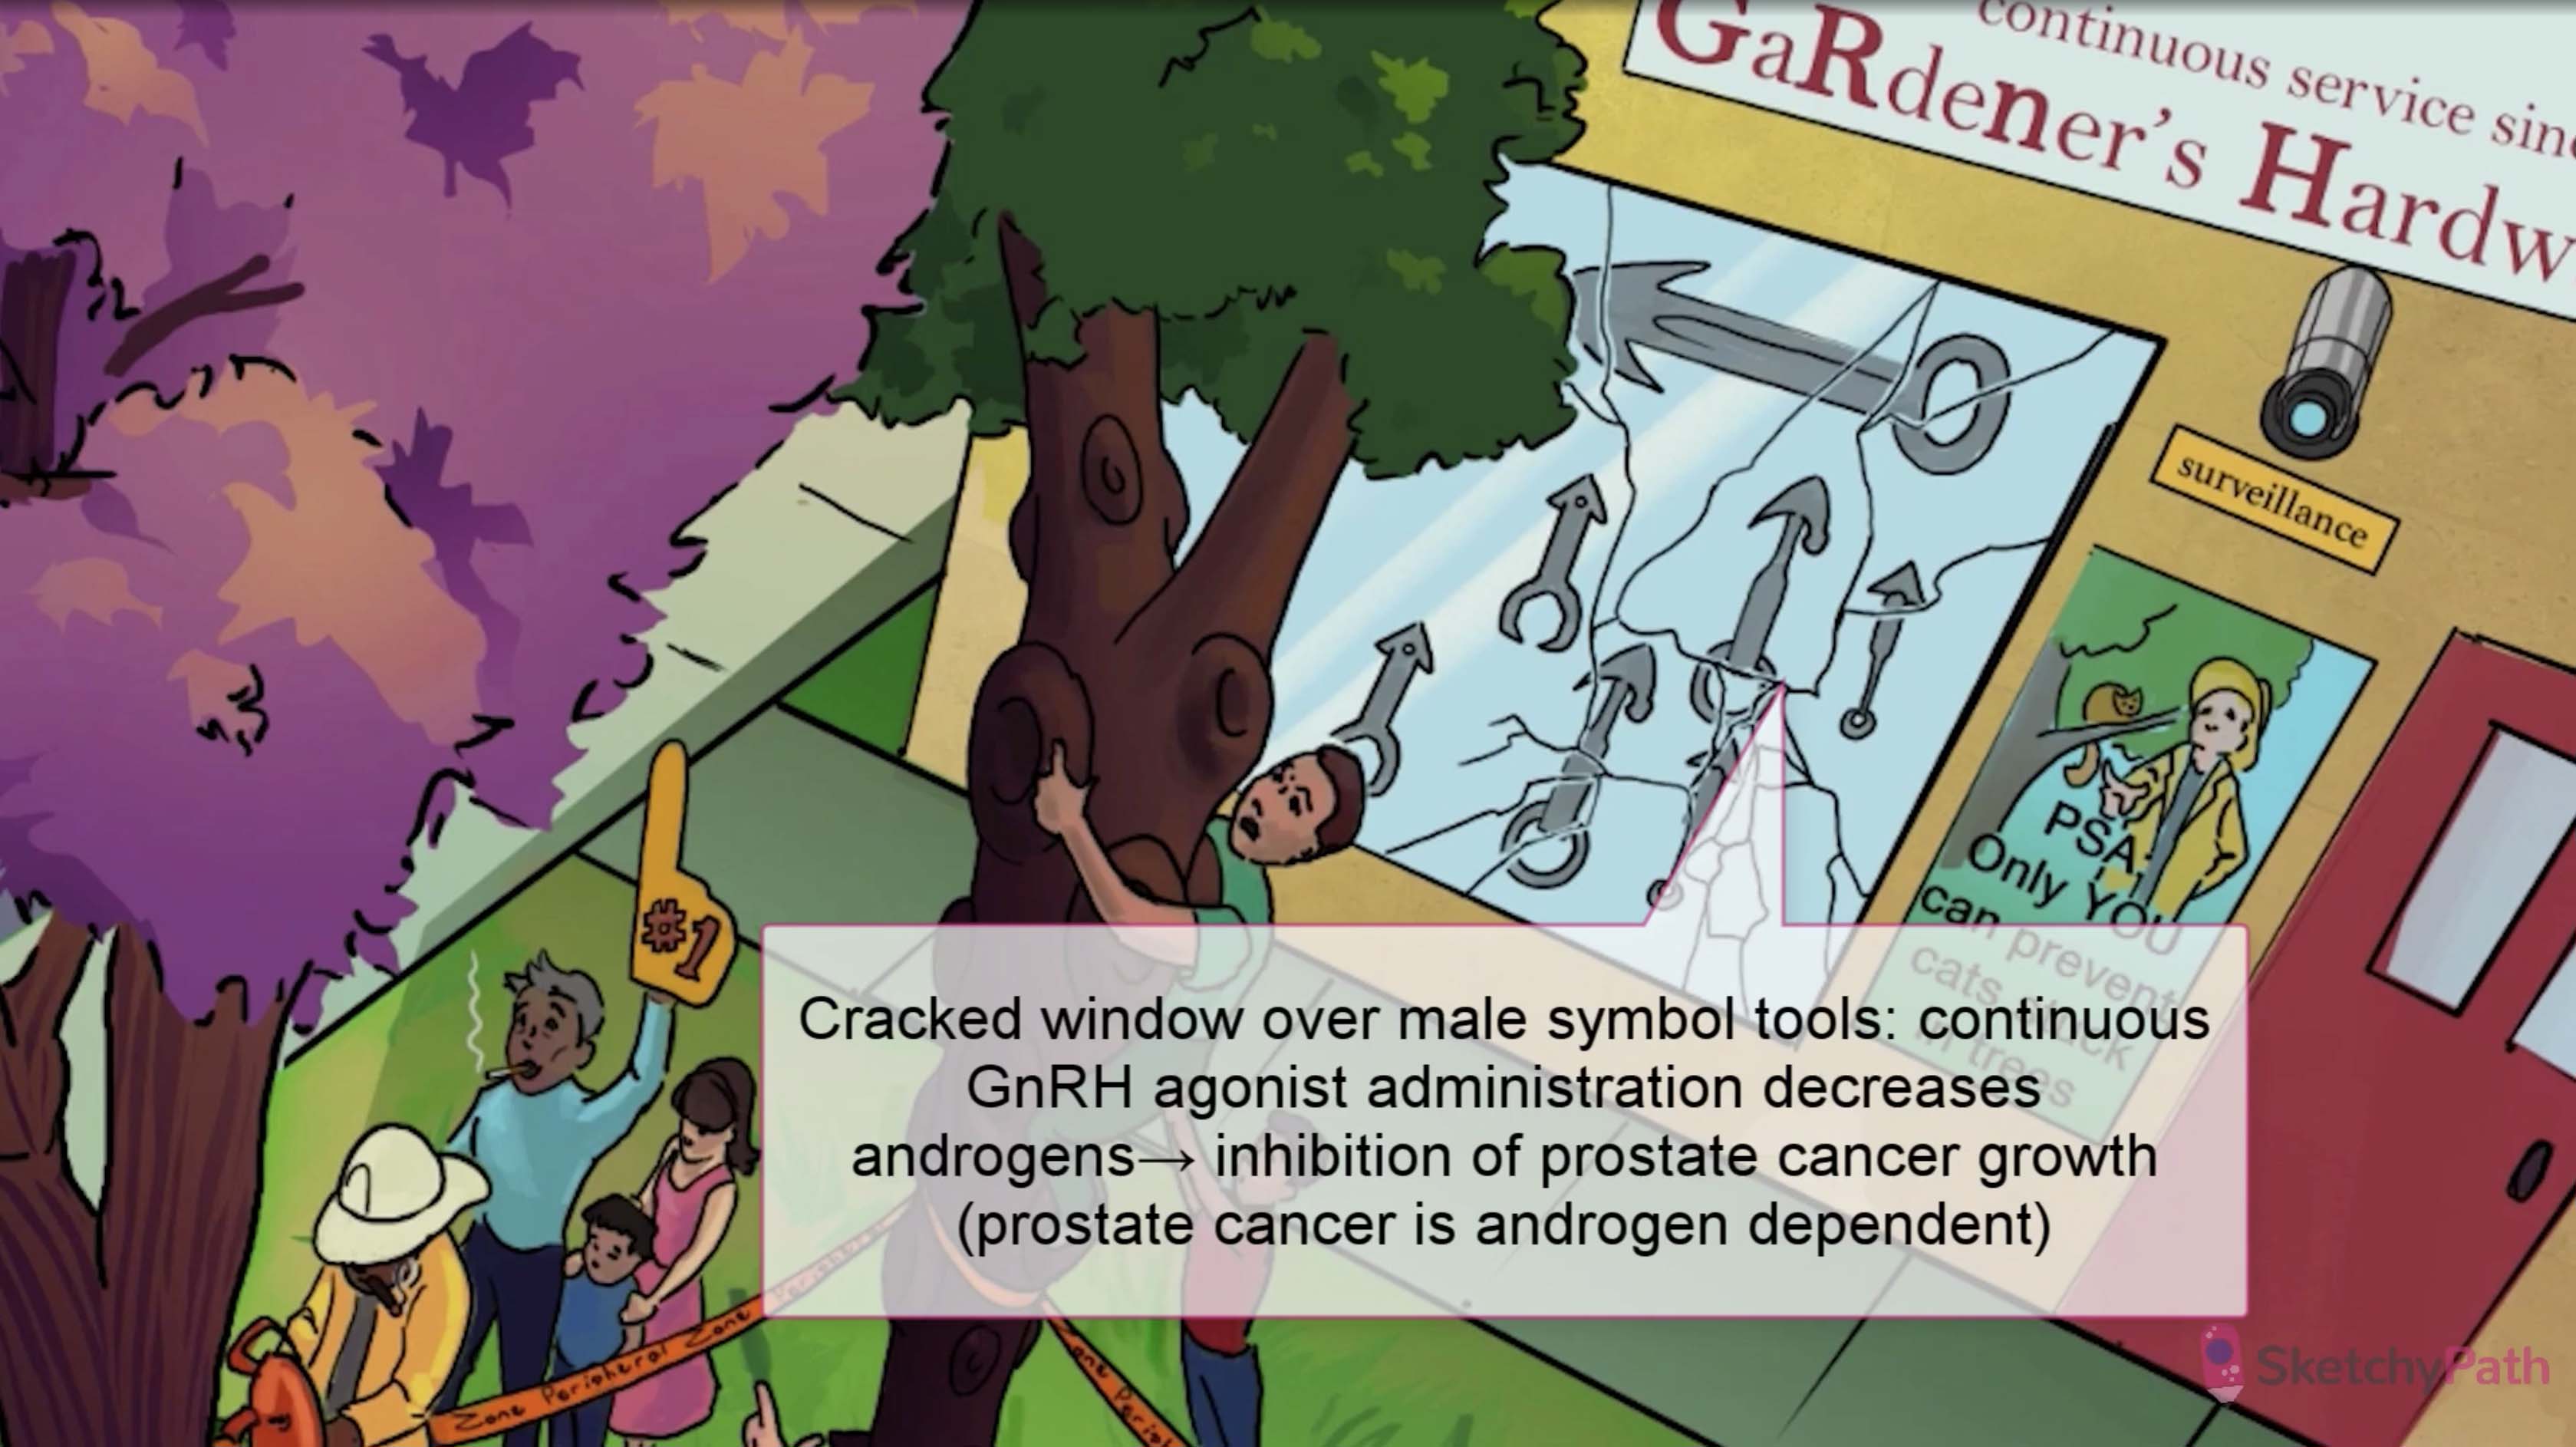 continuous service sin
GaRdener's Hardw
surveillance
PSA:
Only YOU
can prevent
cats stuck
in trees
#1
Cracked window over male symbol tools: continuous
GnRH agonist administration decreases
androgens→ inhibition of prostate cancer growth
(prostate cancer is androgen dependent)
Zone Peripheral Zone Peripheral
Zone Periph
SketchyPath